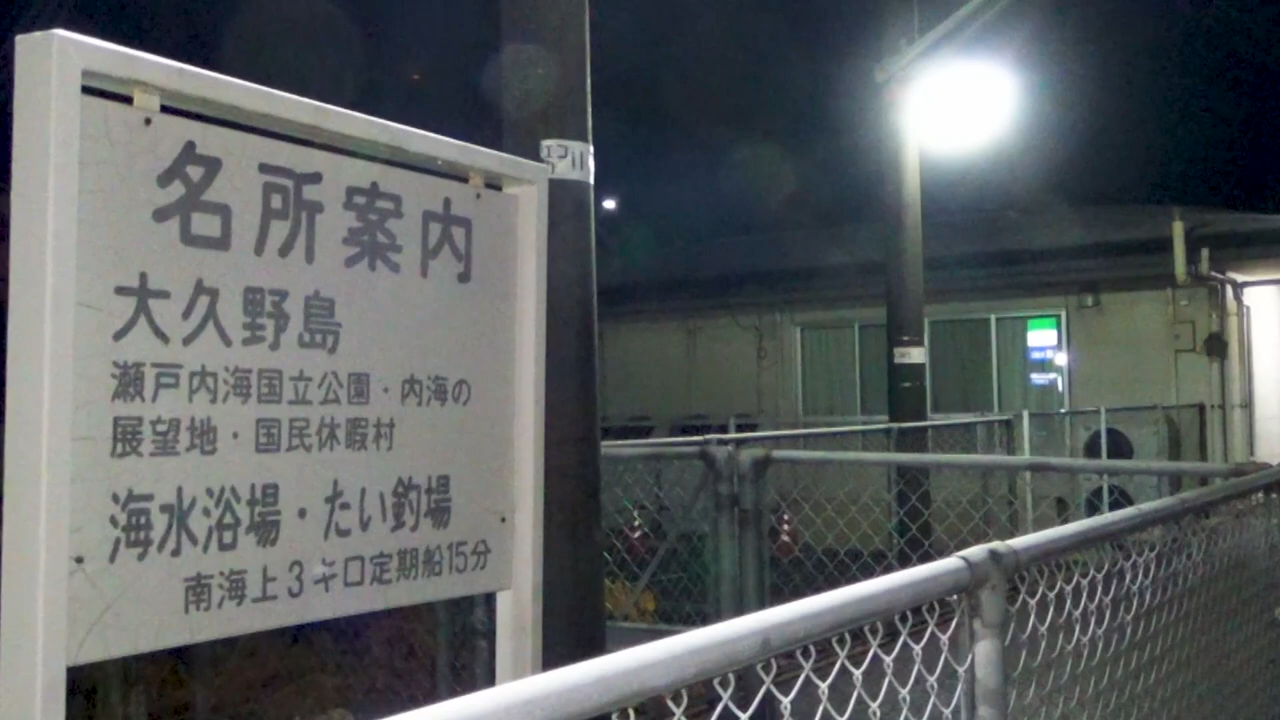 名所案内
大久野島
瀬戸内海国立公園・内海の
展望地・国民休暇村
海水浴場・たい釣場
南海上3キロ定期船15分